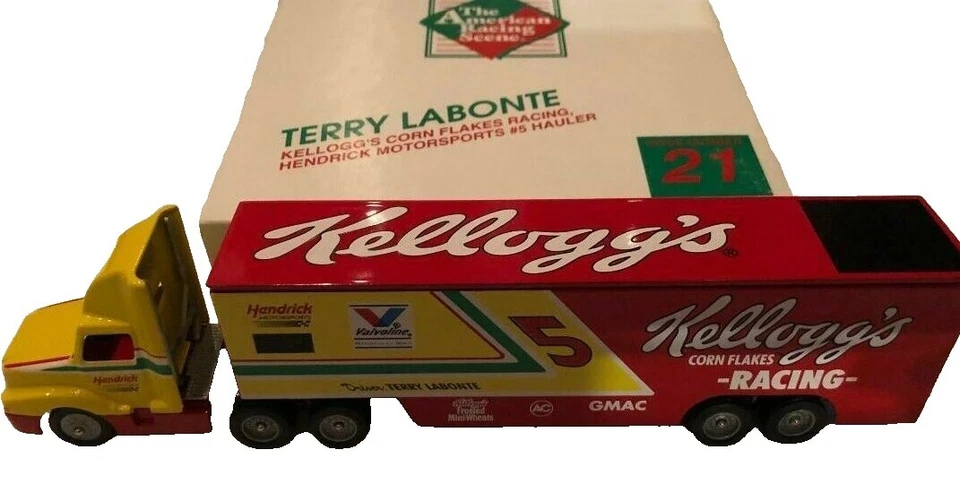 The
American
Racing
Scene
TERRY LABONTE
KELLOGG'S CORN FLAKES RACING,
HENDRICK MOTORSPORTS #5 HAULER
21
Kellogg's®
Hendrick
MOTORSPORTS
Valvoline®
5
Kellogg's
CORN FLAKES
-RACING-
Driver TERRY LABONTE
Kellogg's
Frosted
Mini-Wheats
AC
GMAC
Hendrick